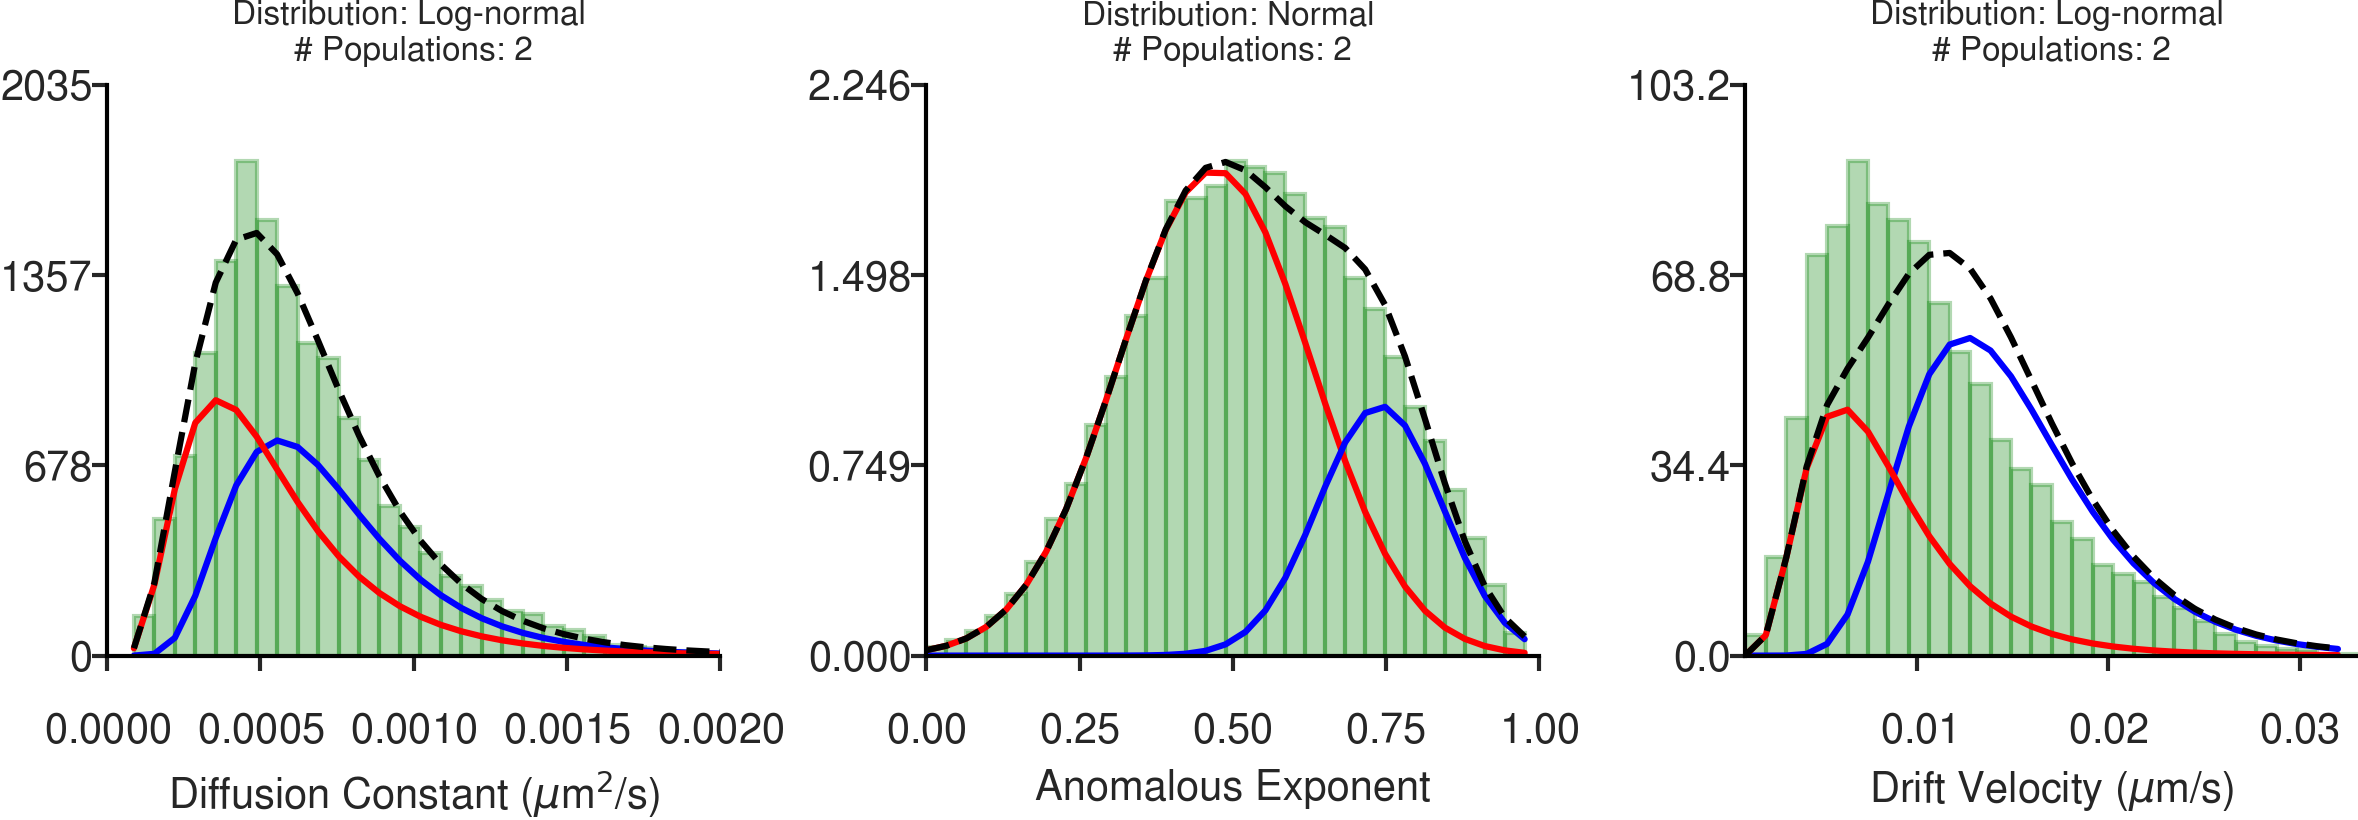 Distribution: Log-normal
# Populations: 2
2035
1357
678
0
0.0000 0.0005 0.0010 0.0015 0.0020
Diffusion Constant (μm²/s)
Distribution: Normal
# Populations: 2
2.246
1.498
0.749
0.000
0.00 0.25 0.50 0.75 1.00
Anomalous Exponent
Distribution: Log-normal
# Populations: 2
103.2
68.8
34.4
0.0
0.01 0.02 0.03
Drift Velocity (μm/s)